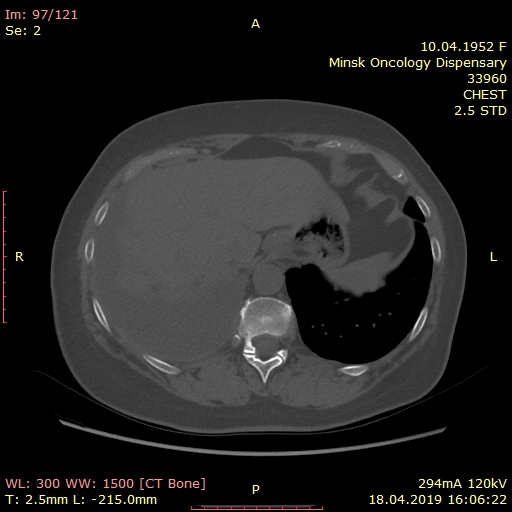 Im: 97/121
Se: 2
A
10.04.1952 F
Minsk Oncology Dispensary
33960
CHEST
2.5 STD
R
L
WL: 300 WW: 1500 [CT Bone]
T: 2.5mm L: -215.0mm
P
294mA 120kV
18.04.2019 16:06:22